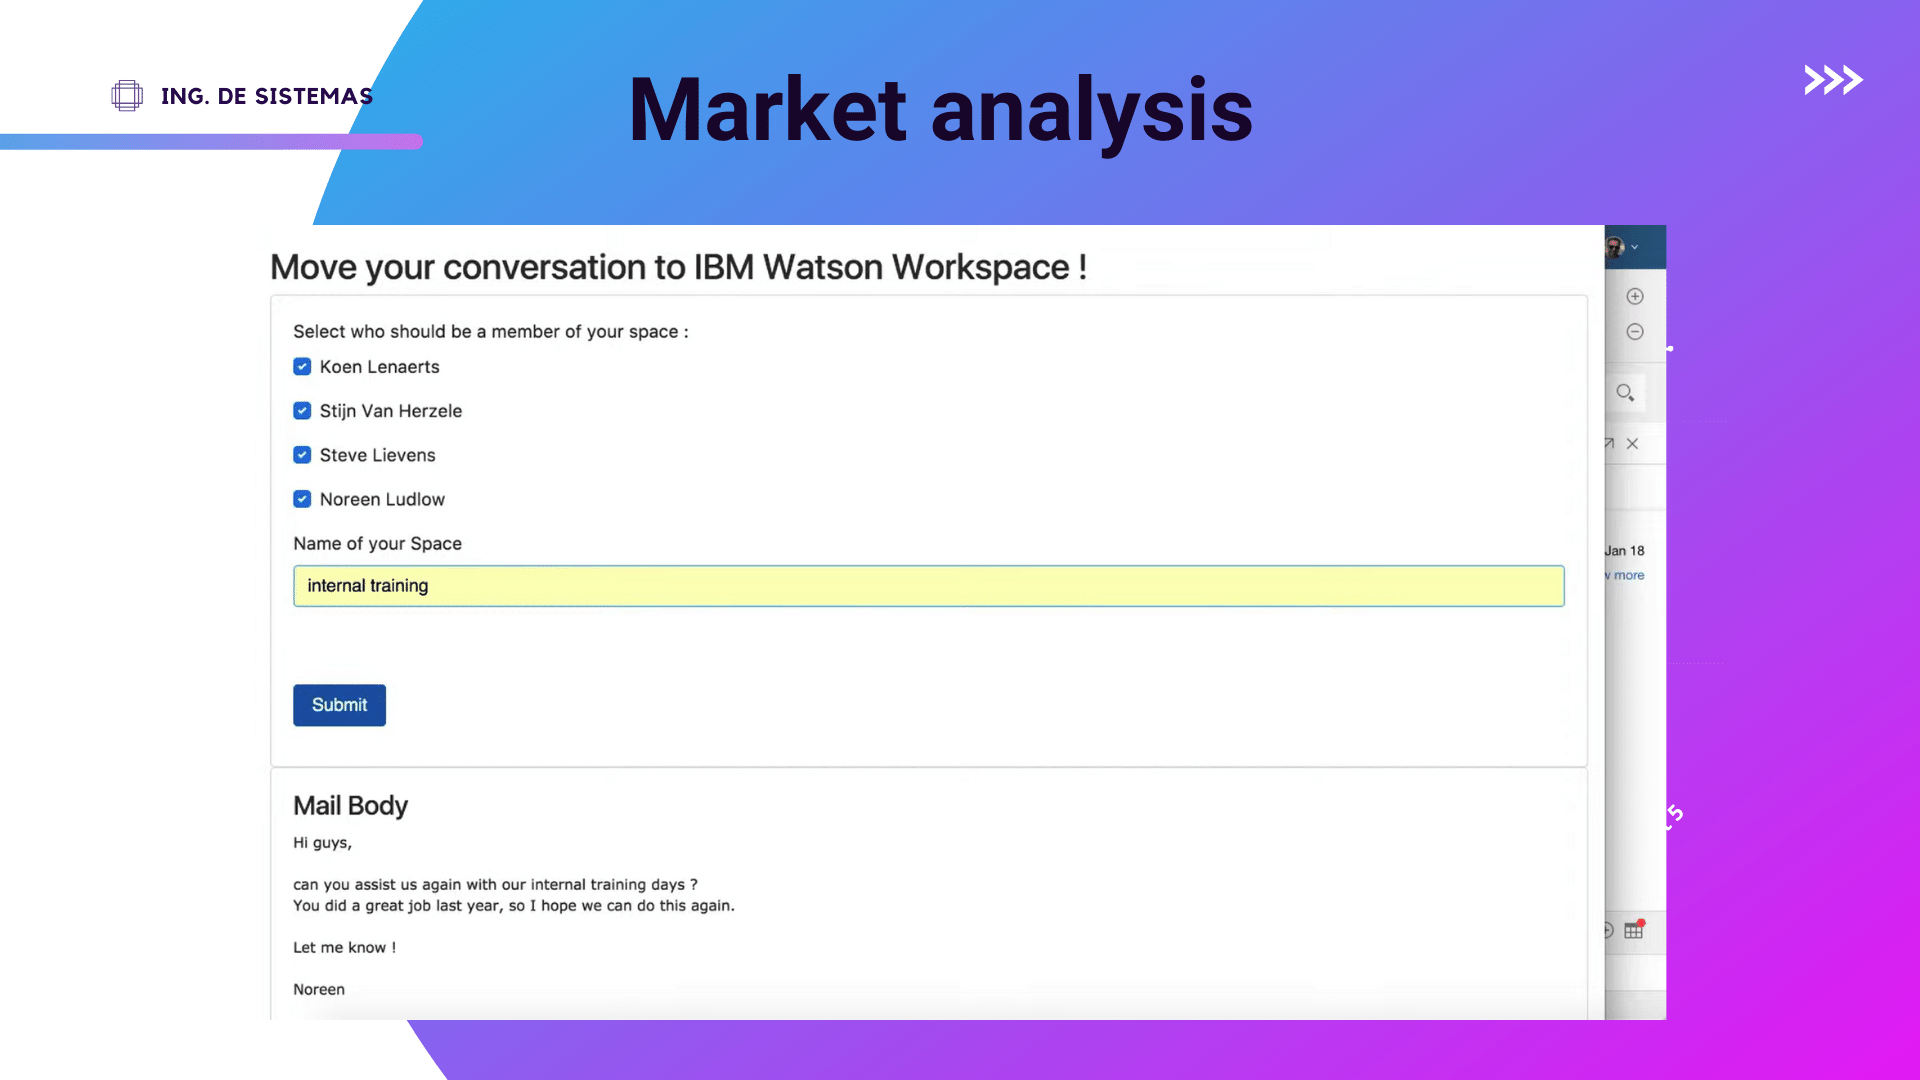 ING. DE SISTEMAS
Market analysis
Move your conversation to IBM Watson Workspace !
Select who should be a member of your space :
Koen Lenaerts
Stijn Van Herzele
Steve Lievens
Noreen Ludlow
Name of your Space
internal training
Submit
Jan 18
more
Mail Body
Hi guys,
can you assist us again with our internal training days ?
You did a great job last year, so I hope we can do this again.
Let me know !
Noreen